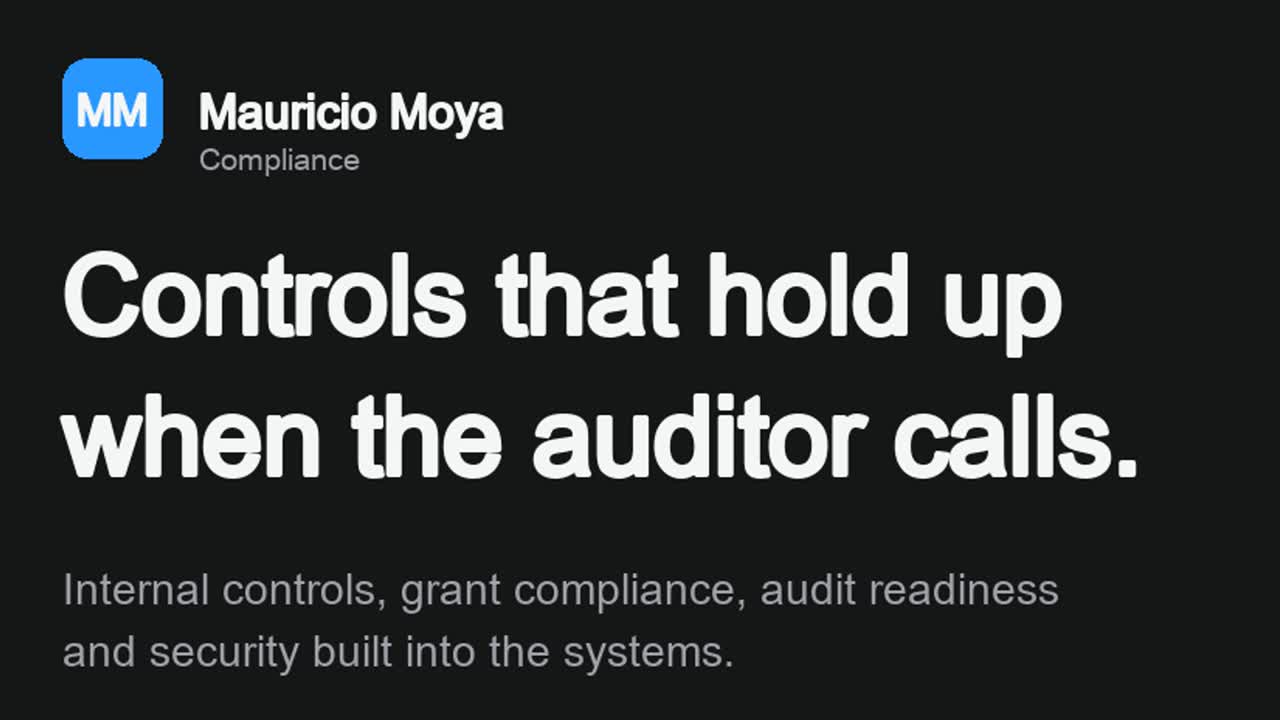 MM
Mauricio Moya
Compliance
Controls that hold up
when the auditor calls.
Internal controls, grant compliance, audit readiness
and security built into the systems.